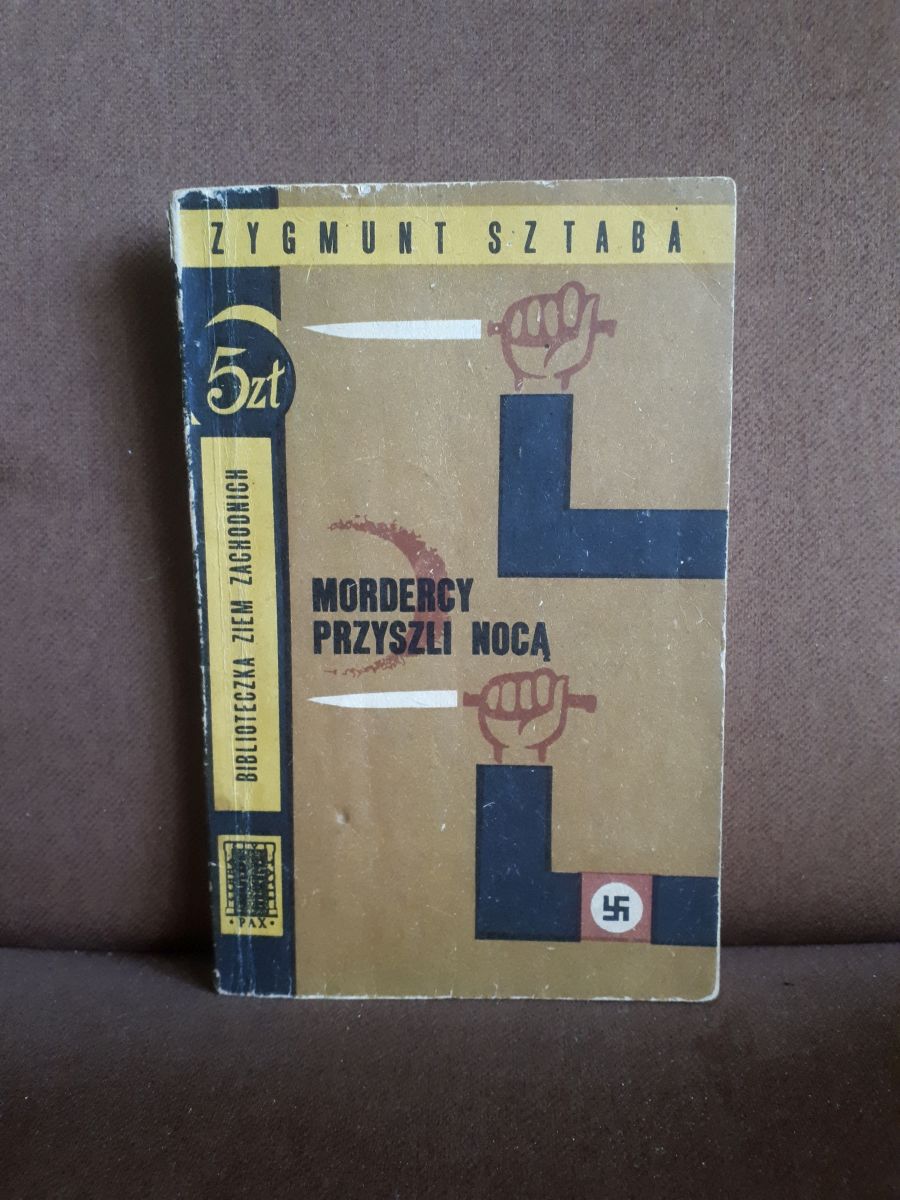 ZYGMUNT SZTABA
5zł
MORDERCY
PRZYSZLI NOCĄ
BIBLIOTECZKA ZIEM ZACHODNICH
· PAX ·